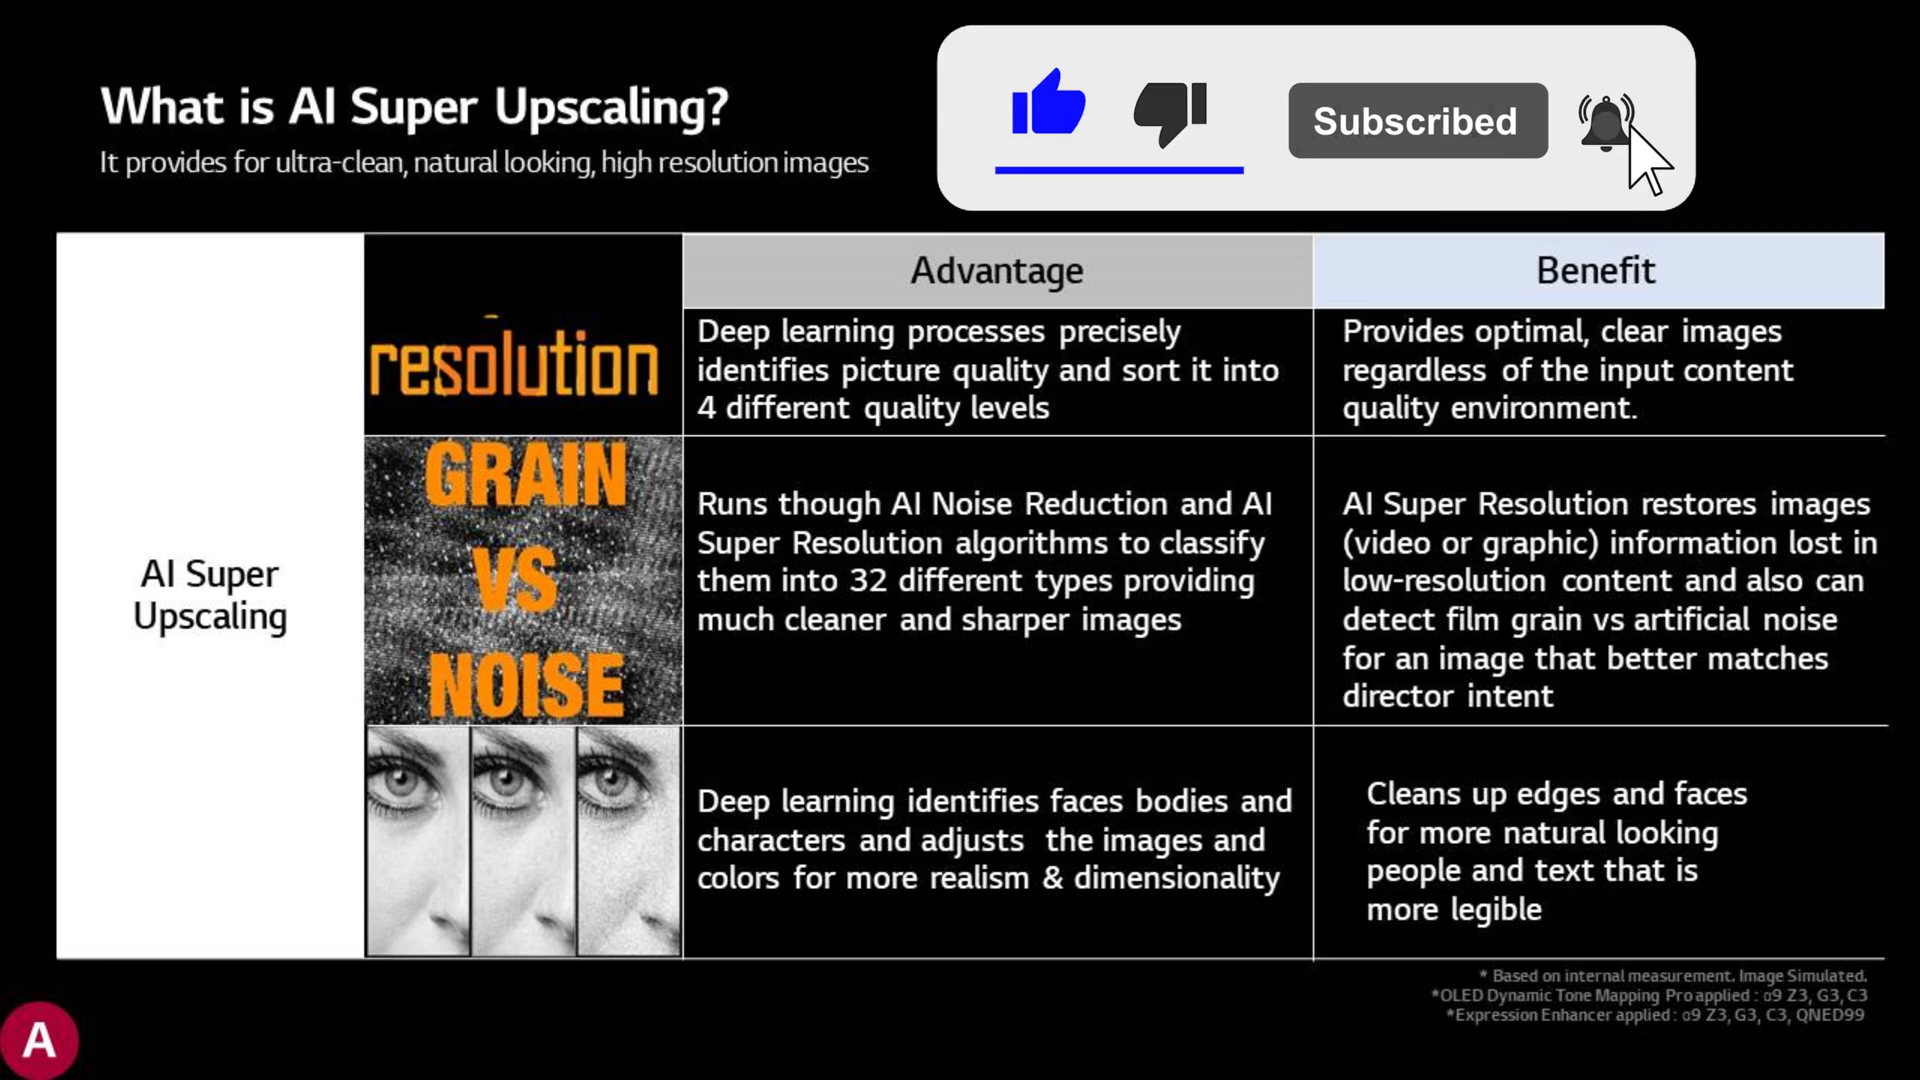 What is AI Super Upscaling?
It provides for ultra-clean, natural looking, high resolution images
Subscribed
Advantage
Benefit
AI Super
Upscaling
resolution
Deep learning processes precisely
identifies picture quality and sort it into
4 different quality levels
Provides optimal, clear images
regardless of the input content
quality environment.
GRAIN
VS
NOISE
Runs though AI Noise Reduction and AI
Super Resolution algorithms to classify
them into 32 different types providing
much cleaner and sharper images
AI Super Resolution restores images
(video or graphic) information lost in
low-resolution content and also can
detect film grain vs artificial noise
for an image that better matches
director intent
Deep learning identifies faces bodies and
characters and adjusts the images and
colors for more realism & dimensionality
Cleans up edges and faces
for more natural looking
people and text that is
more legible
* Based on internal measurement. Image Simulated.
*OLED Dynamic Tone Mapping Pro applied : α9 Z3, G3, C3
*Expression Enhancer applied : α9 Z3, G3, C3, QNED99
A